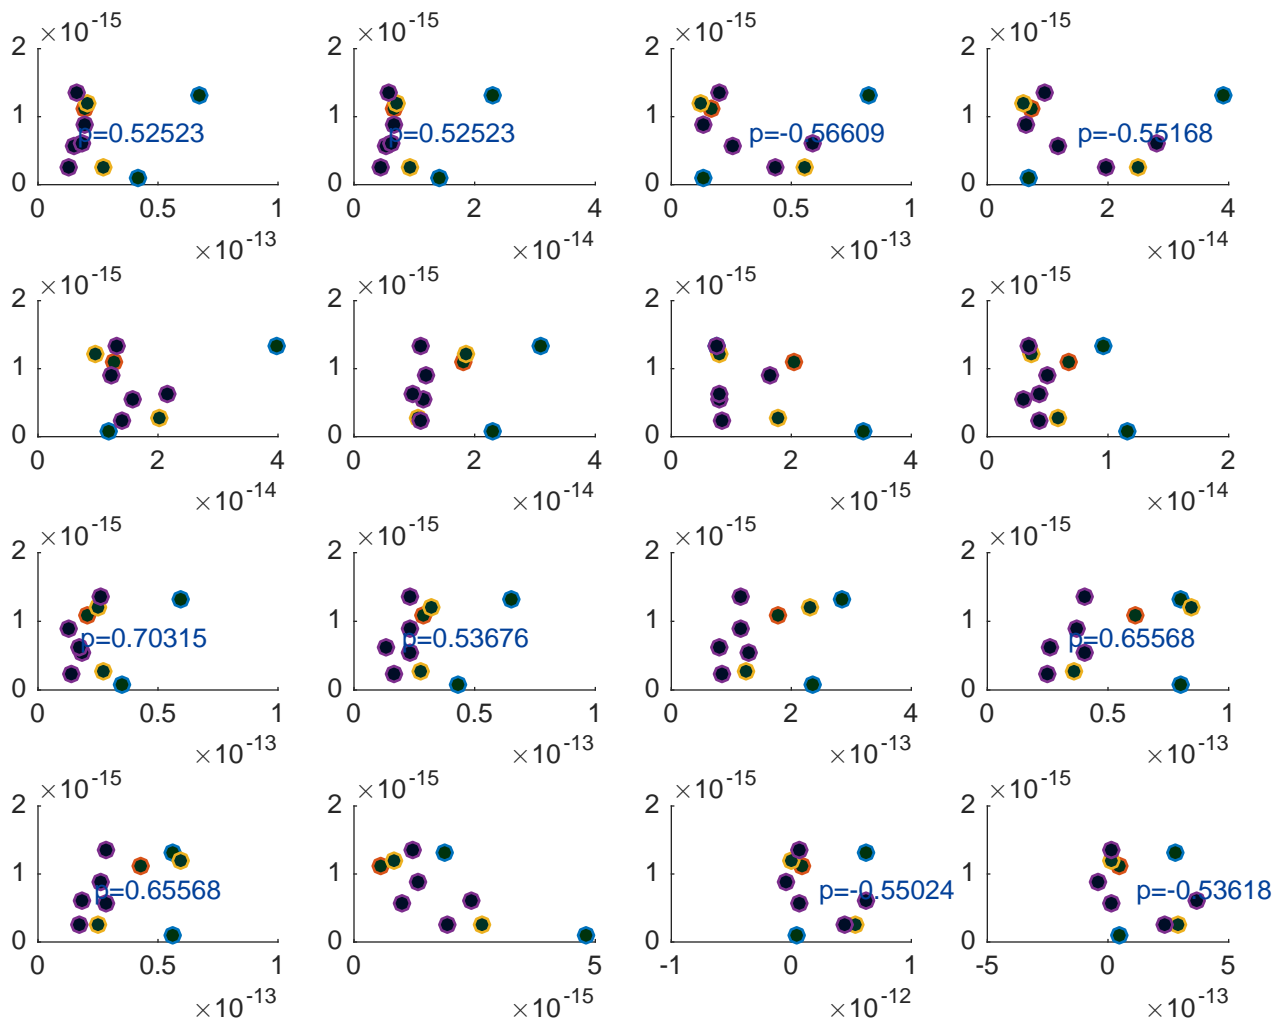 ×10-15 ×10-15 ×10-15 ×10-15
2 2 2 2
1 1 1 1
p=0.52523 p=0.52523 p=-0.56609 p=-0.55168
0 0 0 0
0 0.5 1 0 2 4 0 0.5 1 0 2 4
×10-13 ×10-14 ×10-13 ×10-14
×10-15 ×10-15 ×10-15 ×10-15
2 2 2 2
1 1 1 1
0 0 0 0
0 2 4 0 2 4 0 2 4 0 1 2
×10-14 ×10-14 ×10-15 ×10-14
×10-15 ×10-15 ×10-15 ×10-15
2 2 2 2
1 1 1 1
p=0.70315 p=0.53676 p=0.65568
0 0 0 0
0 0.5 1 0 0.5 1 0 2 4 0 0.5 1
×10-13 ×10-13 ×10-13 ×10-13
×10-15 ×10-15 ×10-15 ×10-15
2 2 2 2
1 1 1 1
p=0.65568 p=-0.55024 p=-0.53618
0 0 0 0
0 0.5 1 0 5 -1 0 1 -5 0 5
×10-13 ×10-15 ×10-12 ×10-13